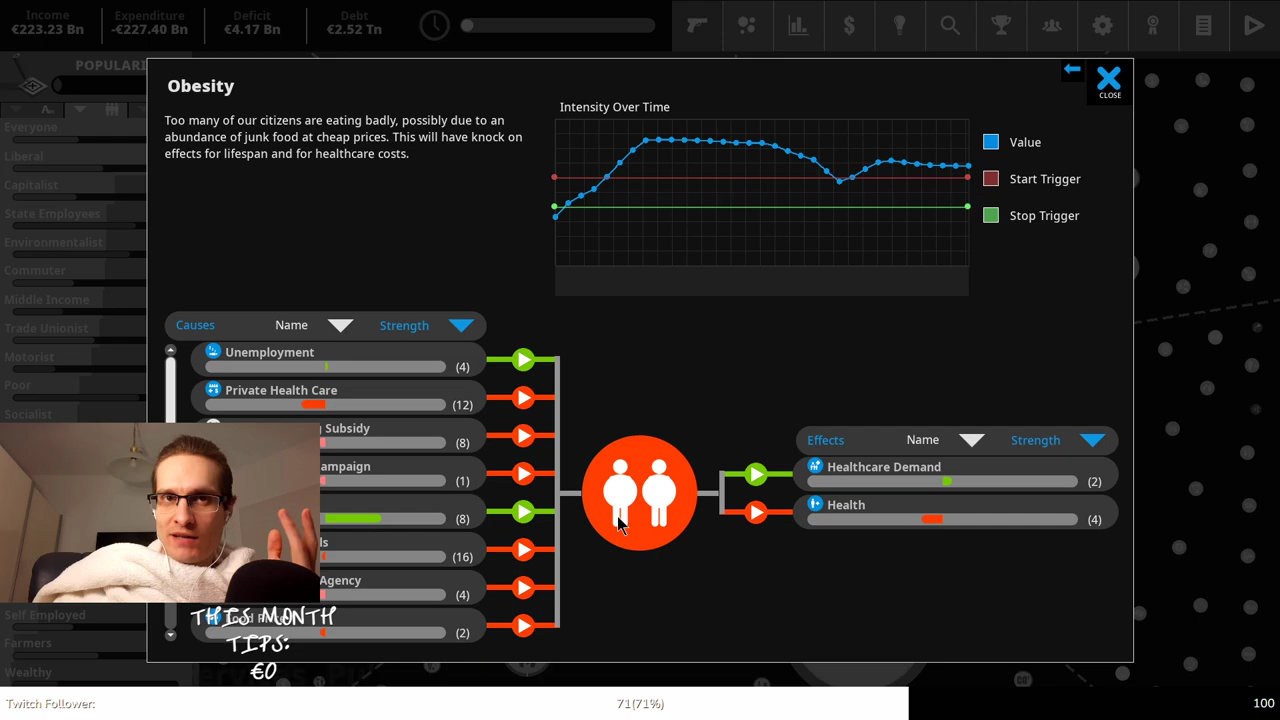 Income Expenditure Deficit Debt
€223.23 Bn -€227.40 Bn €4.17 Bn €2.52 Tn
POPULARI
Everyone
Liberal
Capitalist
State Employees
Environmentalist
Commuter
Middle Income
Trade Unionist
Motorist
Poor
Socialist
Self Employed
Farmers
Wealthy
Obesity
CLOSE
Too many of our citizens are eating badly, possibly due to an
abundance of junk food at cheap prices. This will have knock on
effects for lifespan and for healthcare costs.
Intensity Over Time
Value
Start Trigger
Stop Trigger
Causes Name Strength
Unemployment
(4)
Private Health Care
(12)
Subsidy
(8)
ampaign
(1)
(8)
ls
(16)
Agency
(4)
(2)
Effects Name Strength
Healthcare Demand
(2)
Health
(4)
THIS MONTH
TIPS:
€0
Twitch Follower: 71(71%) 100